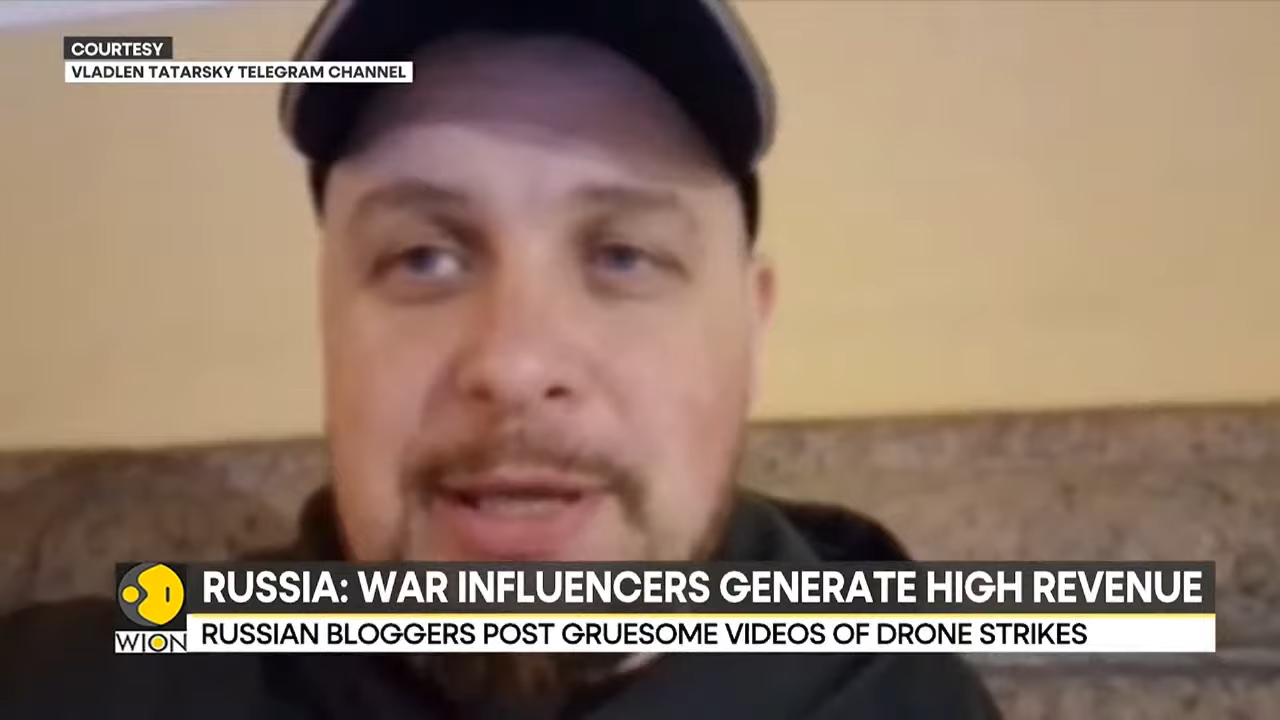 COURTESY
VLADLEN TATARSKY TELEGRAM CHANNEL
RUSSIA: WAR INFLUENCERS GENERATE HIGH REVENUE
WION
RUSSIAN BLOGGERS POST GRUESOME VIDEOS OF DRONE STRIKES